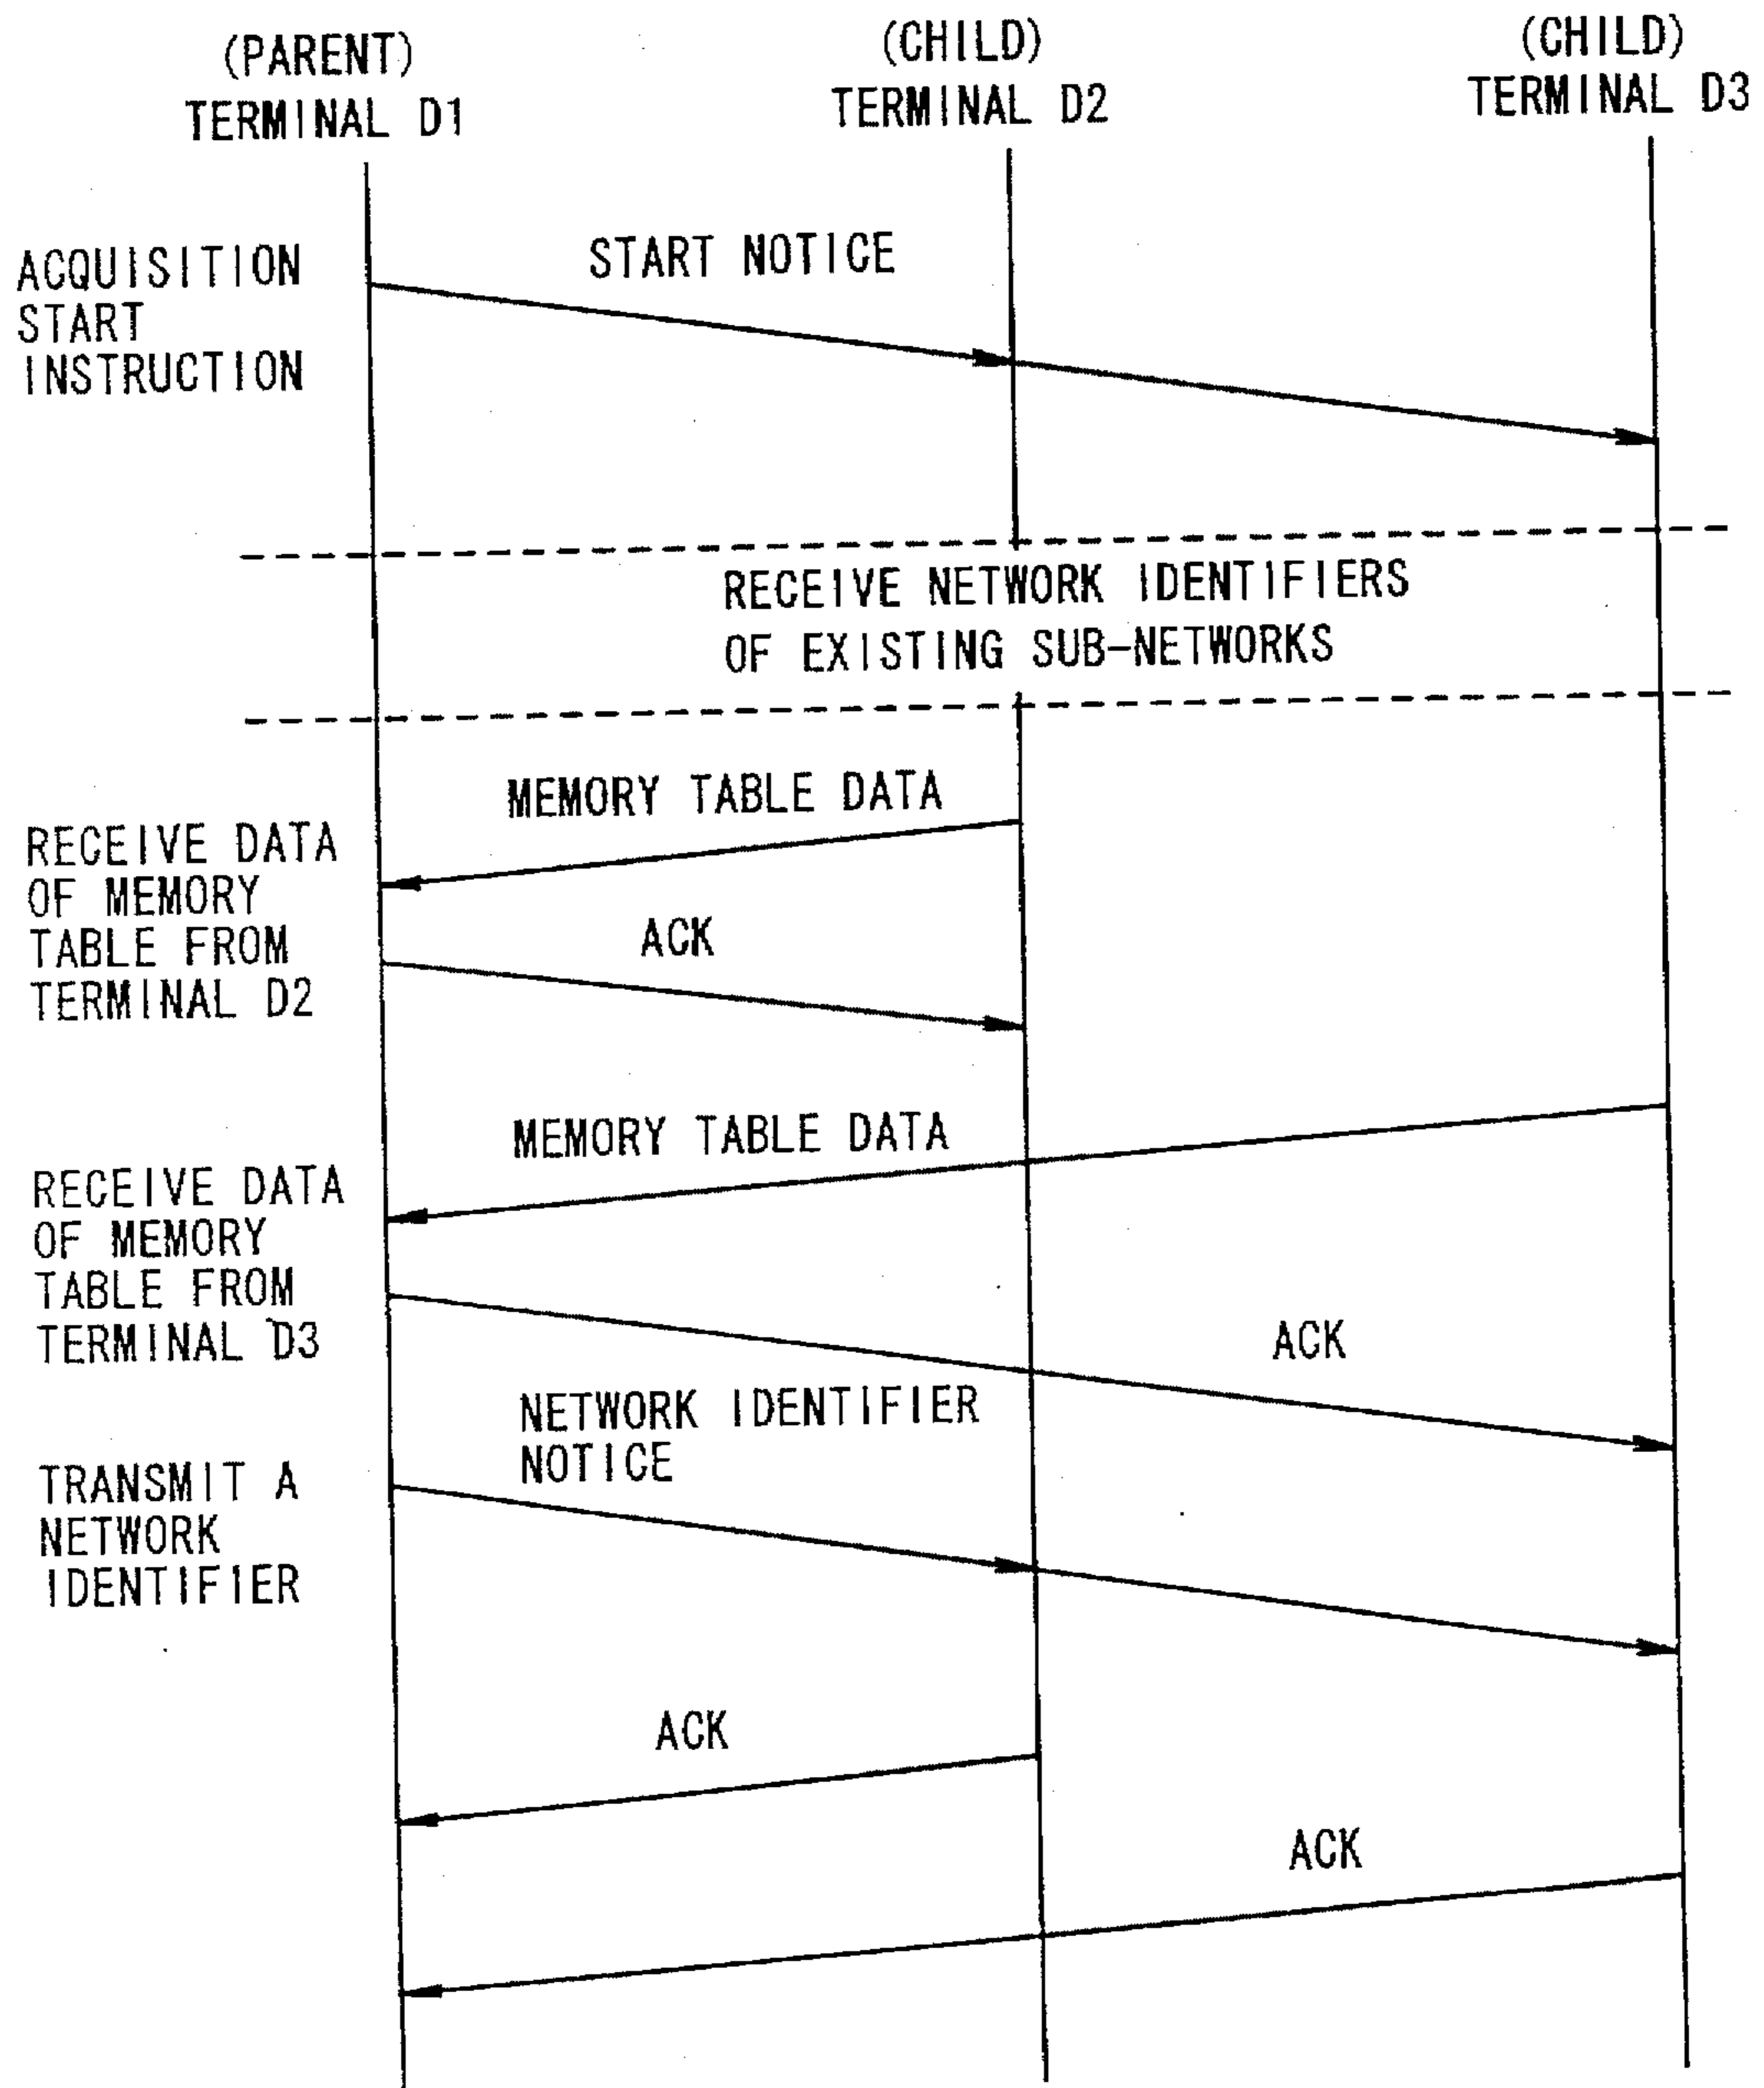 (PARENT)
TERMINAL D1
(CHILD)
TERMINAL D2
(CHILD)
TERMINAL D3
ACQUISITION
START
INSTRUCTION
START NOTICE
RECEIVE NETWORK IDENTIFIERS
OF EXISTING SUB-NETWORKS
MEMORY TABLE DATA
RECEIVE DATA
OF MEMORY
TABLE FROM
TERMINAL D2
ACK
MEMORY TABLE DATA
RECEIVE DATA
OF MEMORY
TABLE FROM
TERMINAL D3
ACK
NETWORK IDENTIFIER
NOTICE
TRANSMIT A
NETWORK
IDENTIFIER
ACK
ACK